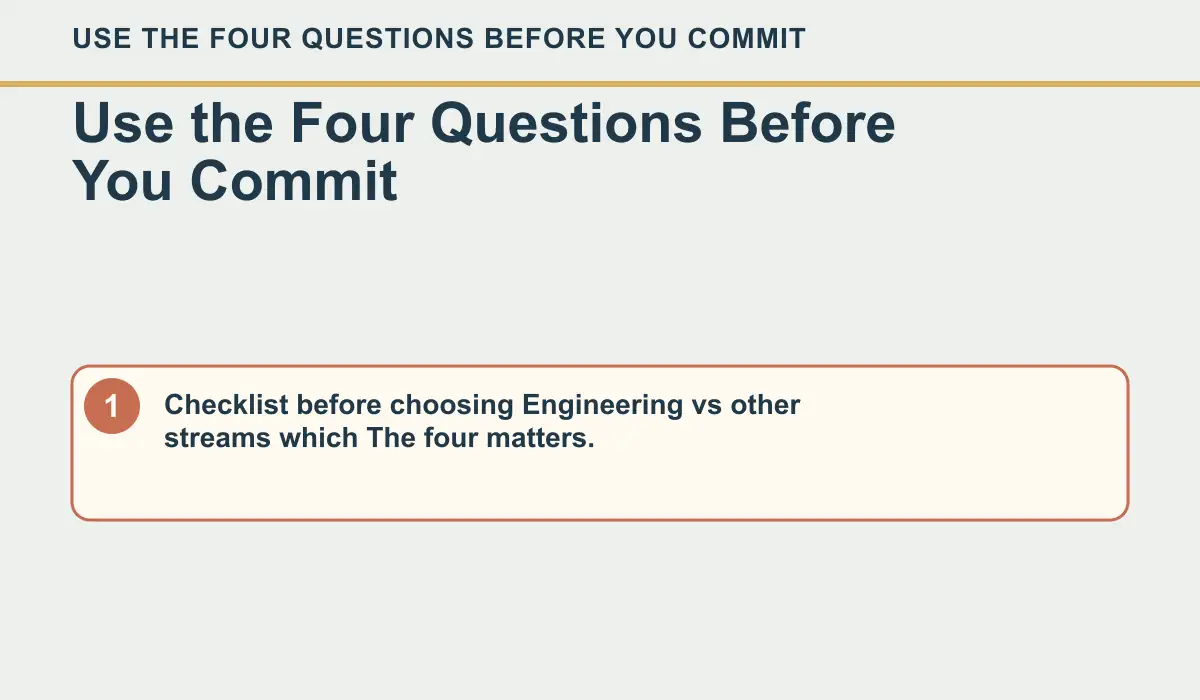 USE THE FOUR QUESTIONS BEFORE YOU COMMIT
Use the Four Questions Before
You Commit
1
Checklist before choosing Engineering vs other
streams which The four matters.